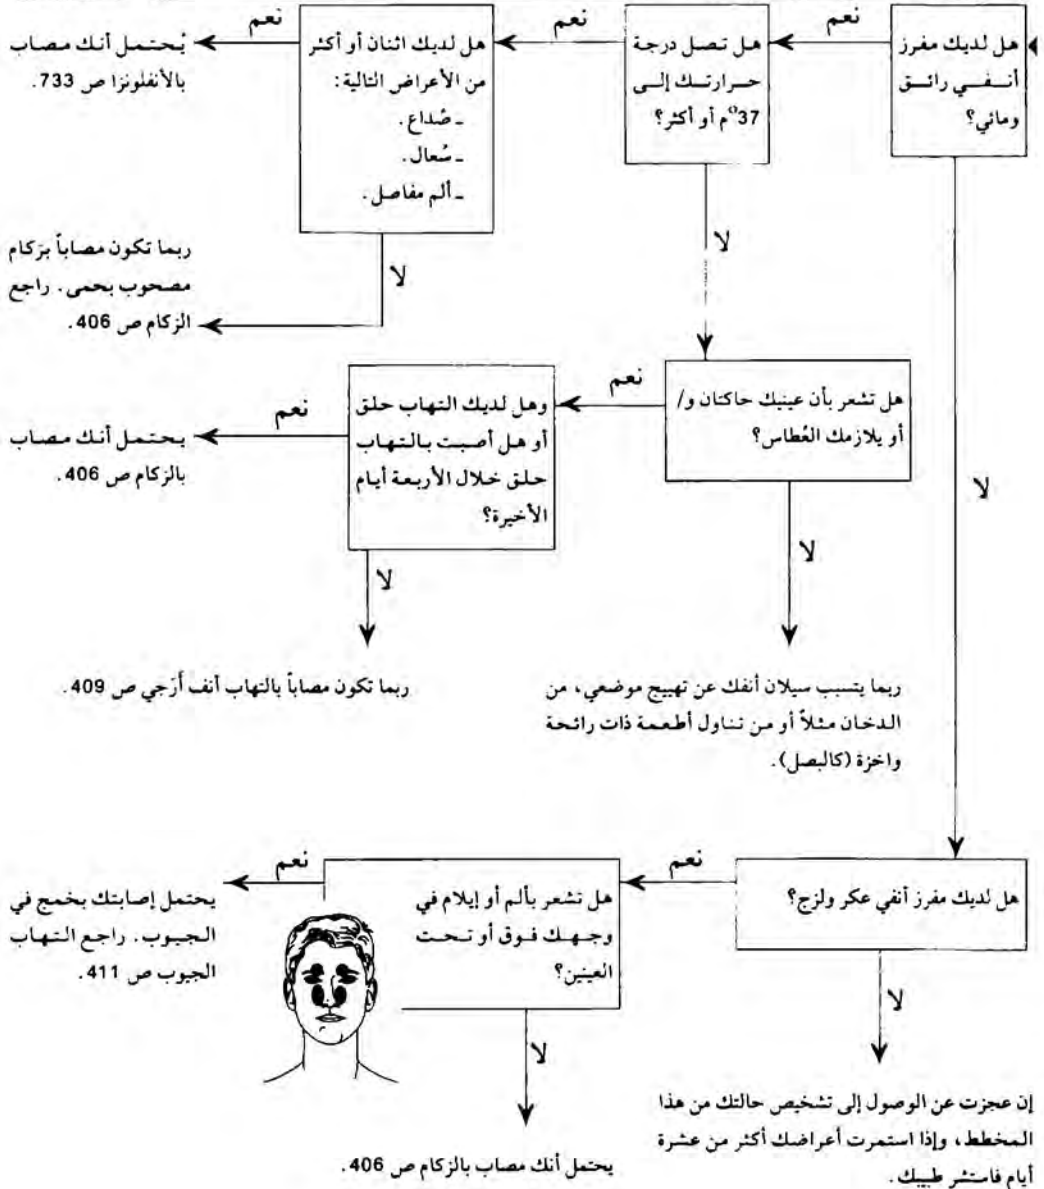 هل لديك مفرز
أنفي رائق
ومائي؟
نعم
هل تصل درجة
حرارتك إلى
37°م أو أكثر؟
نعم
هل لديك اثنان أو أكثر
من الأعراض التالية:
ـ صُداع.
ـ سُعال.
ـ ألم مفاصل.
نعم
يُحتمل أنك مصاب
بالأنفلونزا ص 733.
لا
ربما تكون مصاباً بزكام
مصحوب بحمى. راجع
الزكام ص 406.
لا
هل تشعر بأن عينيك حاكتان و/
أو يلازمك العُطاس؟
نعم
وهل لديك التهاب حلق
أو هل أصبت بالتهاب
حلق خلال الأربعة أيام
الأخيرة؟
نعم
يحتمل أنك مصاب
بالزكام ص 406.
لا
ربما تكون مصاباً بالتهاب أنف أَرَجي ص 409.
لا
ربما يتسبب سيلان أنفك عن تهييج موضعي، من
الدخان مثلاً أو من تناول أطعمة ذات رائحة
واخزة (كالبصل).
لا
هل لديك مفرز أنفي عكر ولزج؟
نعم
هل تشعر بألم أو إيلام في
وجهك فوق أو تحت
العينين؟
نعم
يحتمل إصابتك بخمج في
الجيوب. راجع التهاب
الجيوب ص 411.
لا
يحتمل أنك مصاب بالزكام ص 406.
لا
إن عجزت عن الوصول إلى تشخيص حالتك من هذا
المخطط، وإذا استمرت أعراضك أكثر من عشرة
أيام فاستشر طبيبك.